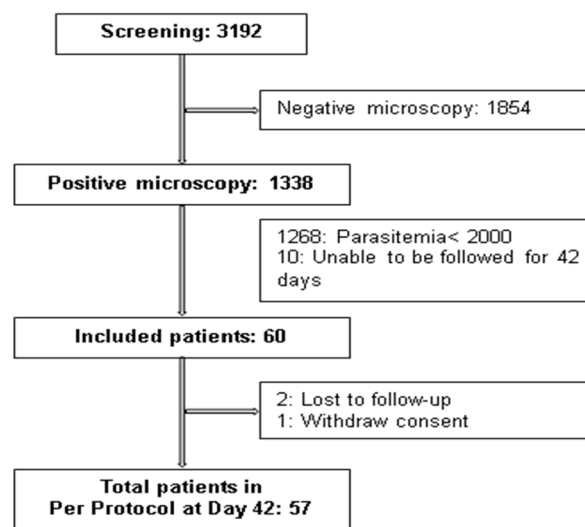 Screening: 3192
Negative microscopy: 1854
Positive microscopy: 1338
1268: Parasitemia< 2000
10: Unable to be followed for 42
days
Included patients: 60
2: Lost to follow-up
1: Withdraw consent
Total patients in
Per Protocol at Day 42: 57